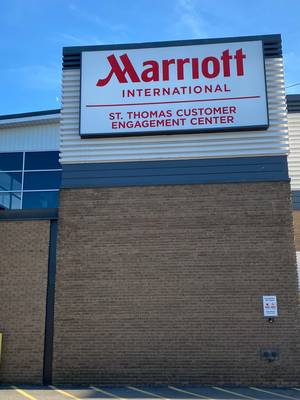 Marriott
INTERNATIONAL
ST. THOMAS CUSTOMER
ENGAGEMENT CENTER